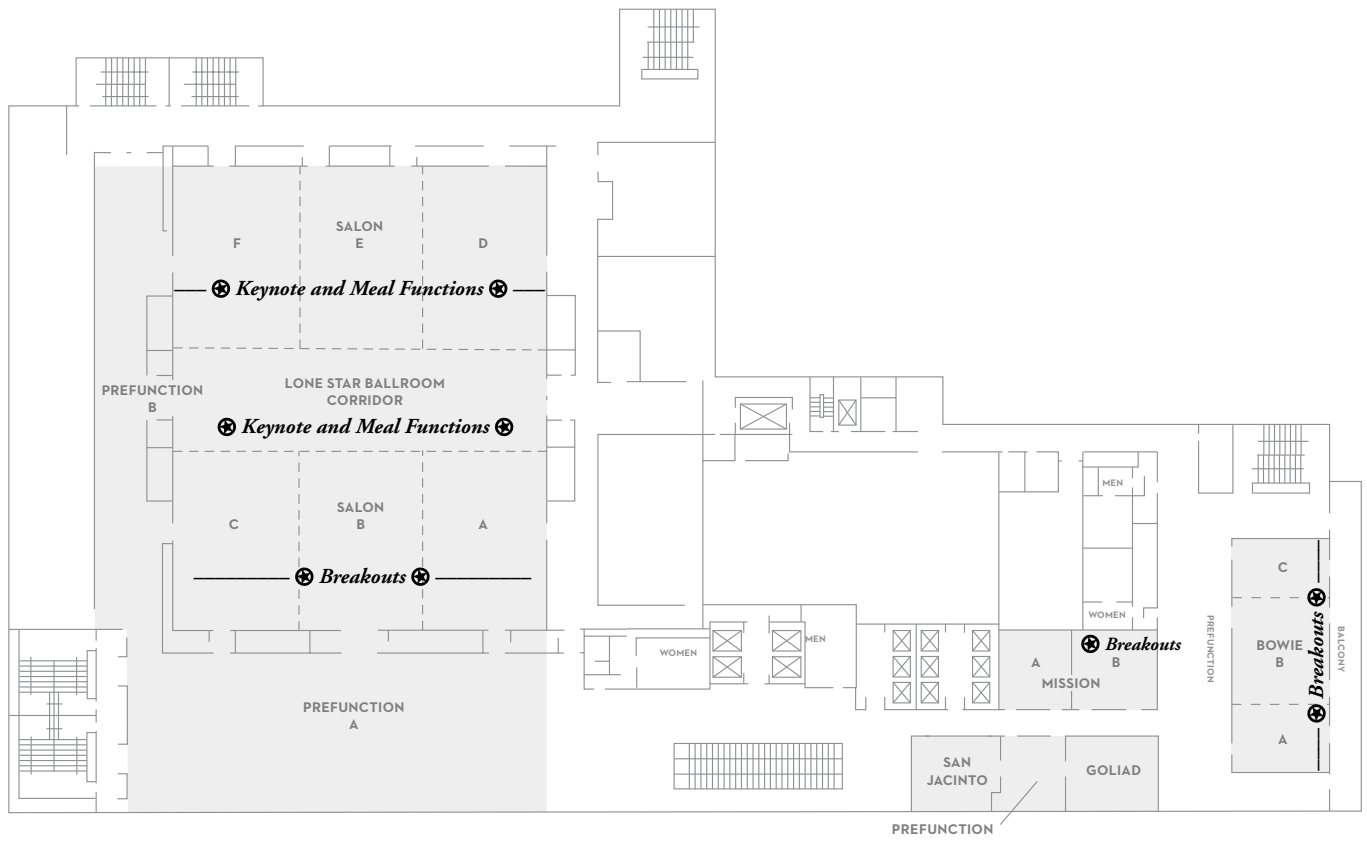 SALON
F E D
Keynote and Meal Functions
PREFUNCTION
B
LONE STAR BALLROOM
CORRIDOR
Keynote and Meal Functions
SALON
C B A
Breakouts
PREFUNCTION
A
WOMEN
MEN
MEN
WOMEN
Breakouts
A B
MISSION
SAN
JACINTO
GOLIAD
PREFUNCTION
PREFUNCTION
C
BOWIE
B
A
Breakouts
BALCONY